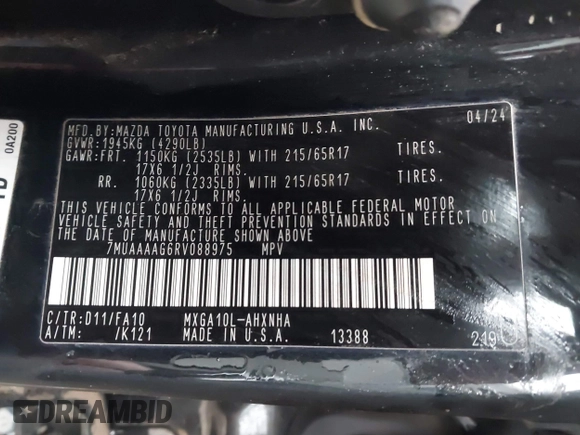 MFD.BY:MAZDA TOYOTA MANUFACTURING U.S.A. INC. 04/24
GVWR:1945KG (4290LB)
GAWR:FRT. 1150KG (2535LB) WITH 215/65R17 TIRES.
17X6 1/2J RIMS.
RR. 1060KG (2335LB) WITH 215/65R17 TIRES.
17X6 1/2J RIMS.
THIS VEHICLE CONFORMS TO ALL APPLICABLE FEDERAL MOTOR
VEHICLE SAFETY AND THEFT PREVENTION STANDARDS IN EFFECT ON
THE DATE OF MANUFACTURE SHOWN ABOVE.
7MUAAAAG6RV088975 MPV
C/TR:D11/FA10 MXGA10L-AHXNHA
A/TM: /K121 MADE IN U.S.A. 13388 219
0A200
DREAMBID